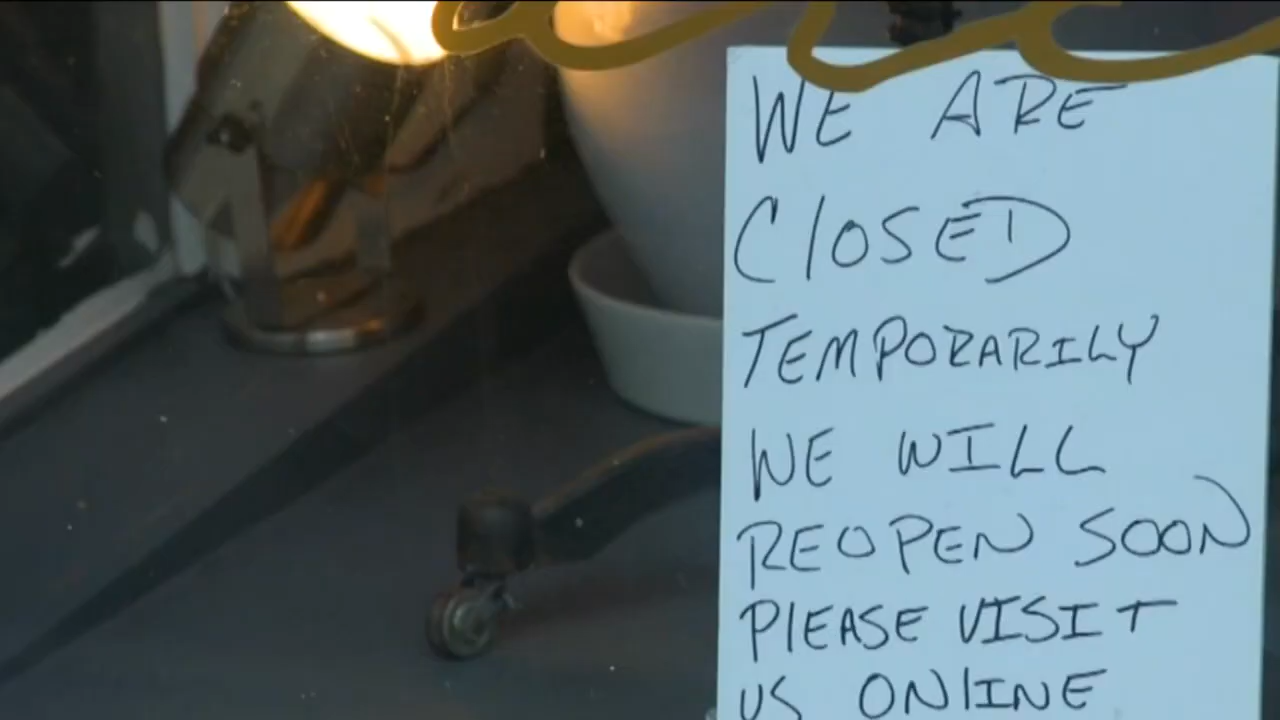 WE ARE
CLOSED
TEMPORARILY
WE WILL
REOPEN SOON
PLEASE VISIT
US ONLINE